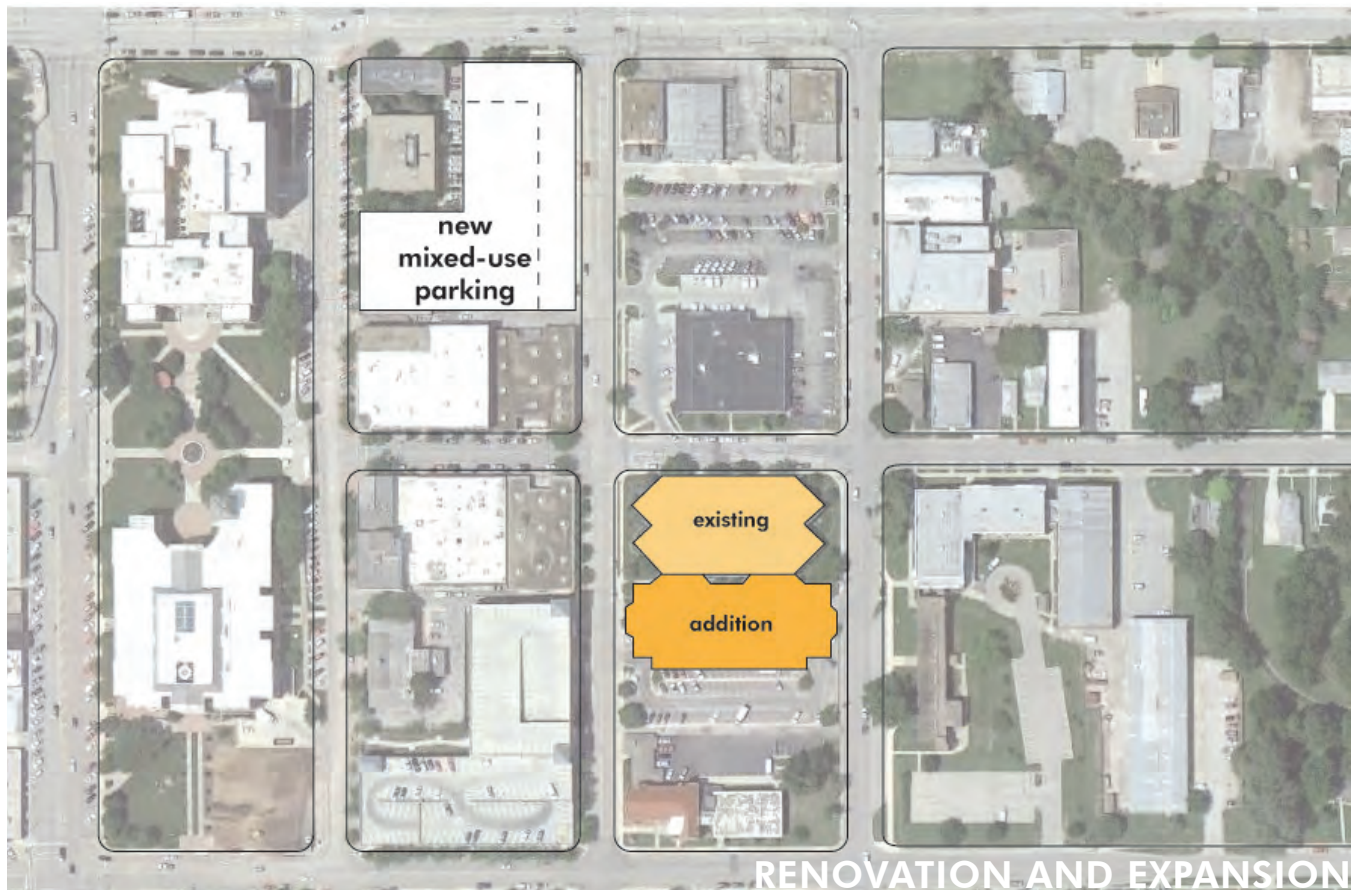 new
mixed-use
parking
existing
addition
RENOVATION AND EXPANSION